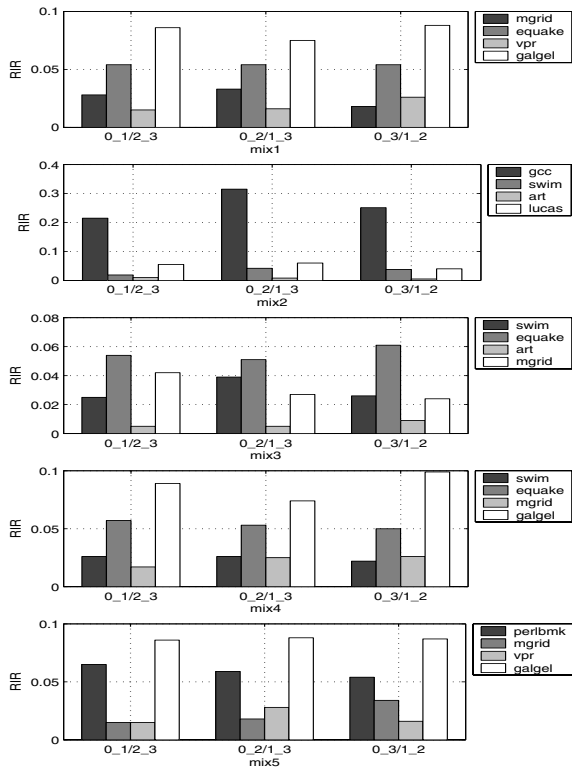 0.1
0.05
0
RIR
0_1/2_3 0_2/1_3 0_3/1_2
mix1
mgrid
equake
vpr
galgel
0.4
0.3
0.2
0.1
0
RIR
0_1/2_3 0_2/1_3 0_3/1_2
mix2
gcc
swim
art
lucas
0.08
0.06
0.04
0.02
0
RIR
0_1/2_3 0_2/1_3 0_3/1_2
mix3
swim
equake
art
mgrid
0.1
0.05
0
RIR
0_1/2_3 0_2/1_3 0_3/1_2
mix4
swim
equake
mgrid
galgel
0.1
0.05
0
RIR
0_1/2_3 0_2/1_3 0_3/1_2
mix5
perlbmk
mgrid
vpr
galgel